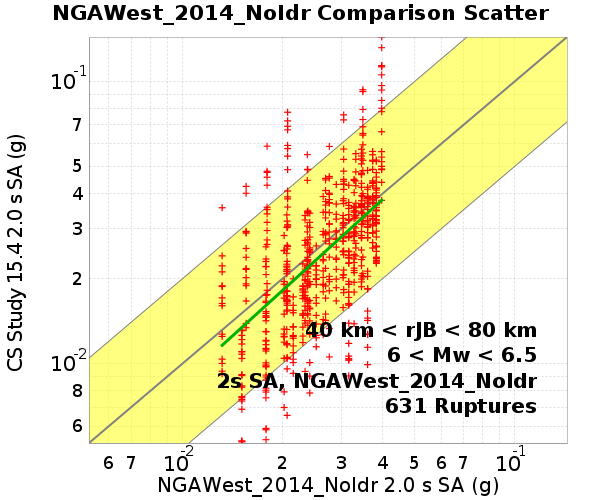 NGAWest_2014_NoIdr Comparison Scatter
CS Study 15.4 2.0 s SA (g)
10-1
7
5
4
3
2
10-2
8
6
40 km < rJB < 80 km
6 < Mw < 6.5
2s SA, NGAWest_2014_NoIdr
631 Ruptures
6 7 10-2 2 3 4 5 6 7 10-1
NGAWest_2014_NoIdr 2.0 s SA (g)